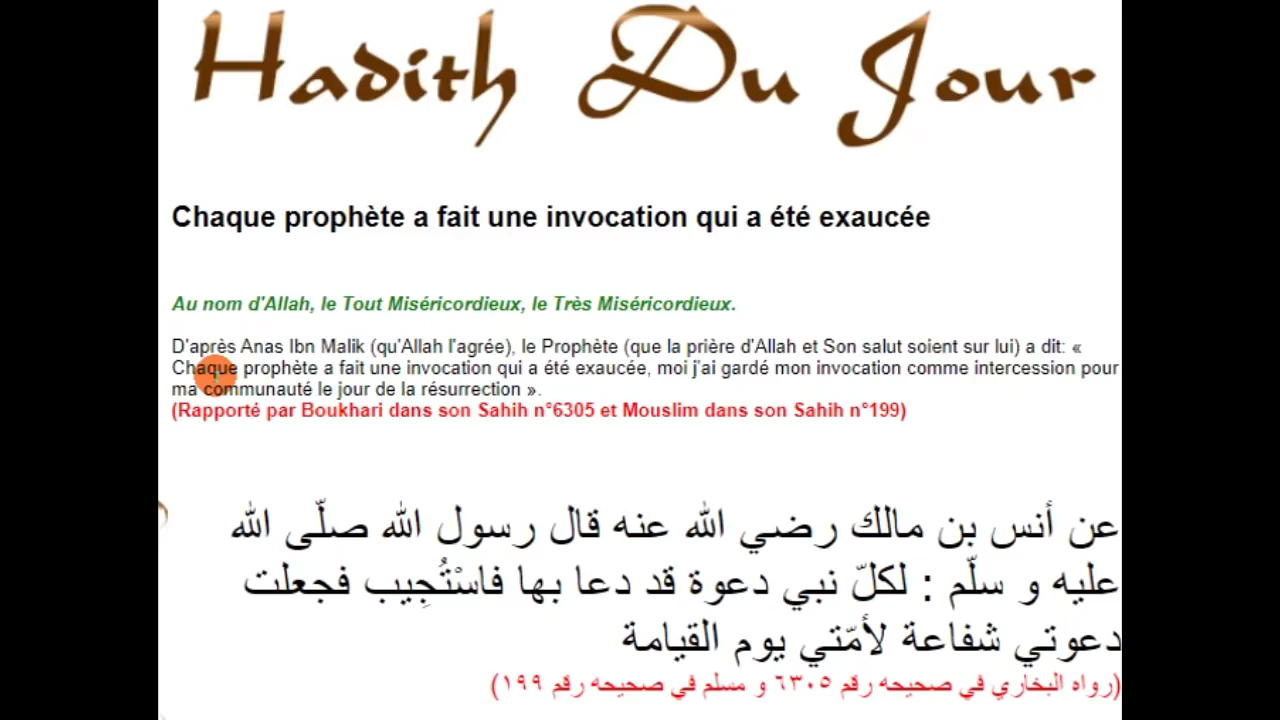 Hadith Du Jour
Chaque prophète a fait une invocation qui a été exaucée
Au nom d'Allah, le Tout Miséricordieux, le Très Miséricordieux.
D'après Anas Ibn Malik (qu'Allah l'agrée), le Prophète (que la prière d'Allah et Son salut soient sur lui) a dit: «
Chaque prophète a fait une invocation qui a été exaucée, moi j'ai gardé mon invocation comme intercession pour
ma communauté le jour de la résurrection ».
(Rapporté par Boukhari dans son Sahih n°6305 et Mouslim dans son Sahih n°199)
عن أنس بن مالك رضي الله عنه قال رسول الله صلّى الله
عليه و سلّم : لكلّ نبي دعوة قد دعا بها فاسْتُجِيب فجعلت
دعوتي شفاعة لأمّتي يوم القيامة
(رواه البخاري في صحيحه رقم ٦٣٠٥ و مسلم في صحيحه رقم ١٩٩)